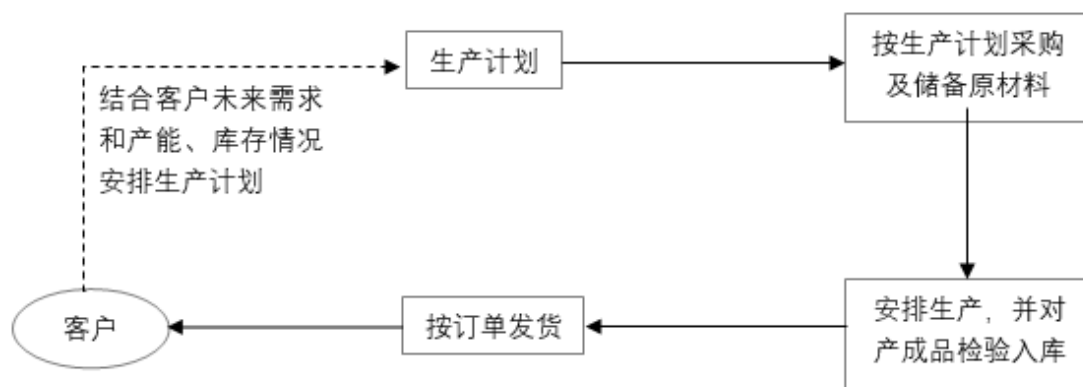 生产计划
按生产计划采购
及储备原材料
结合客户未来需求
和产能、库存情况
安排生产计划
客户
按订单发货
安排生产，并对
产成品检验入库